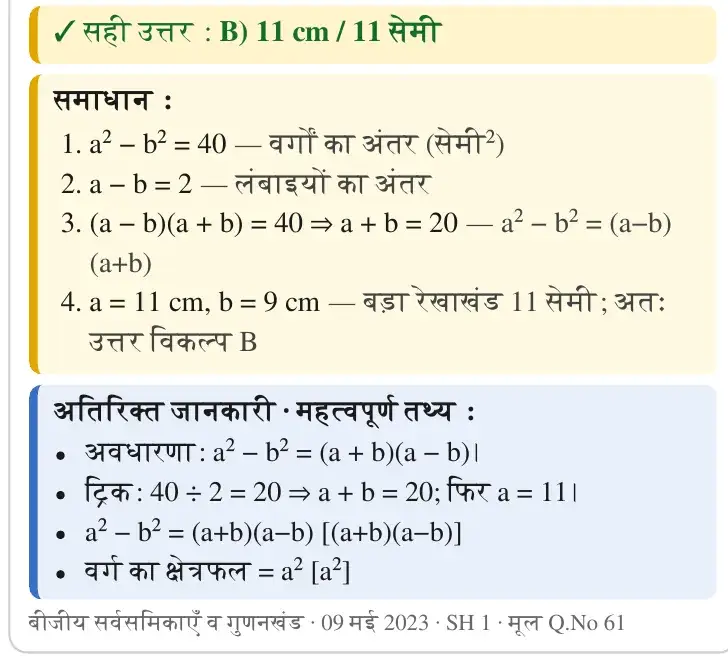 ✓ सही उत्तर : B) 11 cm / 11 सेमी
समाधान :
1. a² − b² = 40 — वर्गों का अंतर (सेमी²)
2. a − b = 2 — लंबाइयों का अंतर
3. (a − b)(a + b) = 40 ⇒ a + b = 20 — a² − b² = (a−b)
(a+b)
4. a = 11 cm, b = 9 cm — बड़ा रेखाखंड 11 सेमी; अतः
उत्तर विकल्प B
अतिरिक्त जानकारी · महत्वपूर्ण तथ्य :
• अवधारणा: a² − b² = (a + b)(a − b)।
• ट्रिक: 40 ÷ 2 = 20 ⇒ a + b = 20; फिर a = 11।
• a² − b² = (a+b)(a−b) [(a+b)(a−b)]
• वर्ग का क्षेत्रफल = a² [a²]
बीजीय सर्वसमिकाएँ व गुणनखंड · 09 मई 2023 · SH 1 · मूल Q.No 61